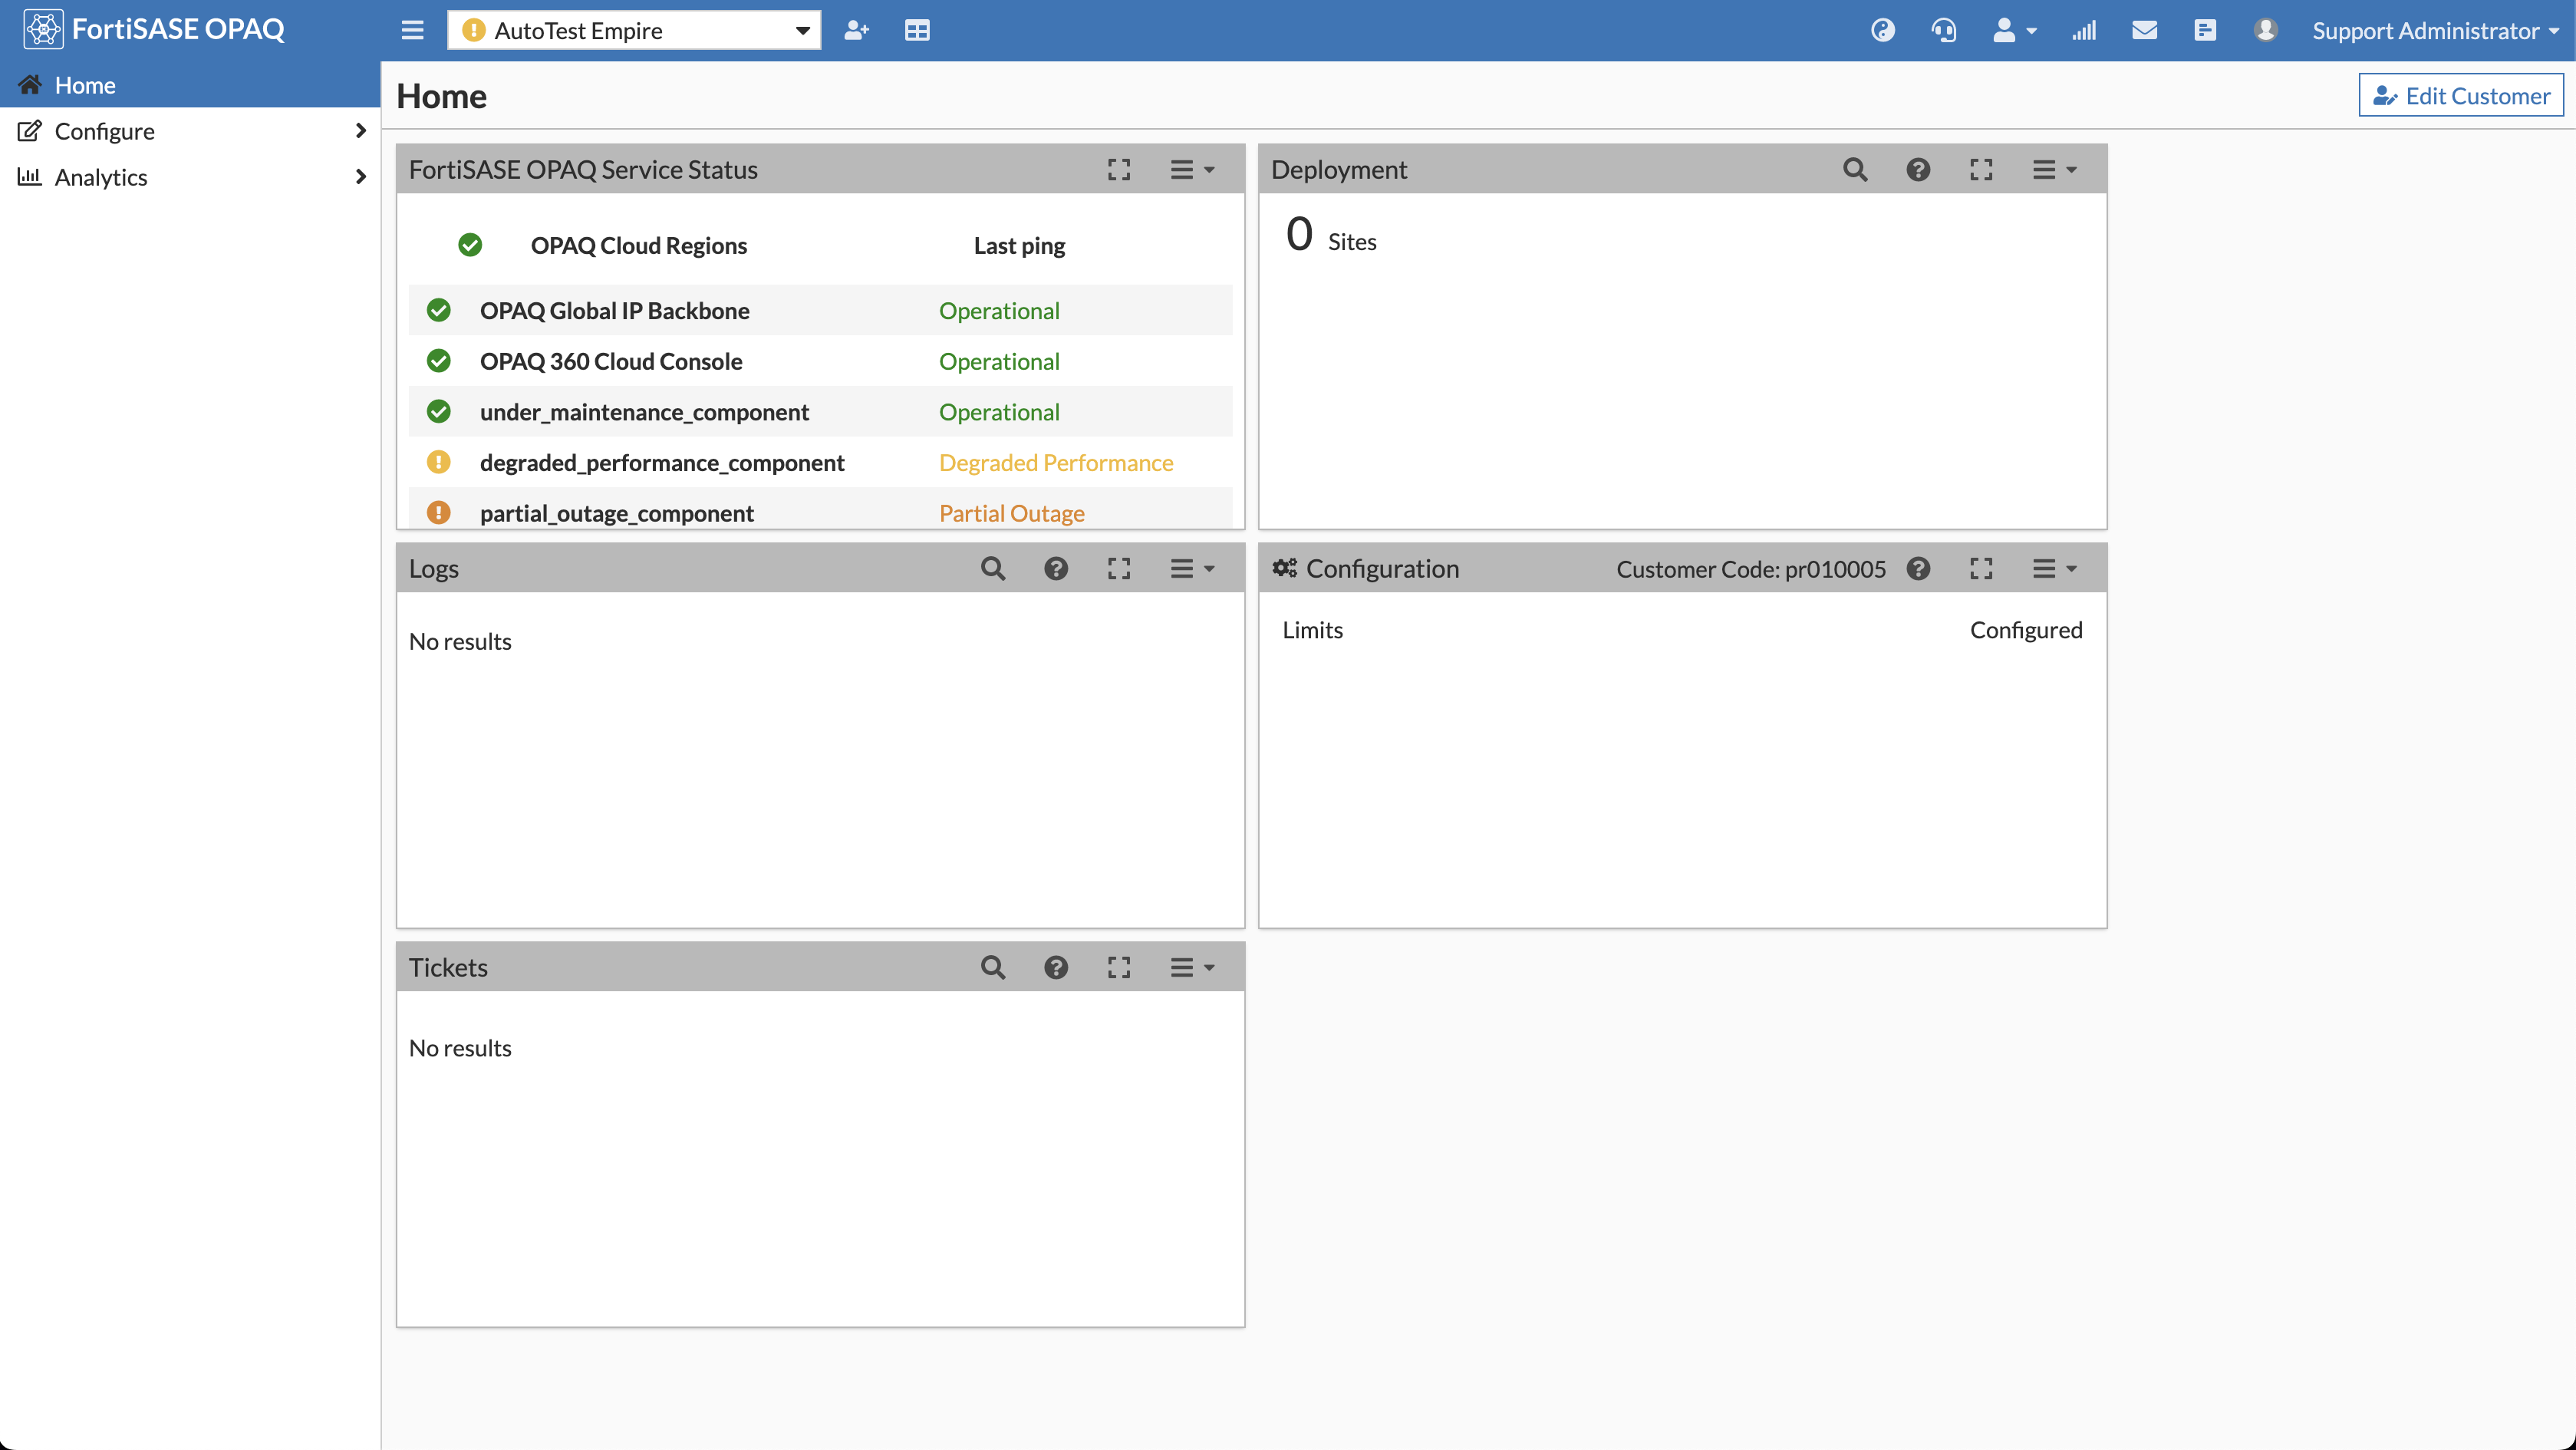 FortiSASE OPAQ
AutoTest Empire
Support Administrator
Home
Configure
Analytics
Home
Edit Customer
FortiSASE OPAQ Service Status
OPAQ Cloud Regions Last ping
OPAQ Global IP Backbone Operational
OPAQ 360 Cloud Console Operational
under_maintenance_component Operational
degraded_performance_component Degraded Performance
partial_outage_component Partial Outage
Deployment
0 Sites
Logs
No results
Configuration Customer Code: pr010005
Limits Configured
Tickets
No results